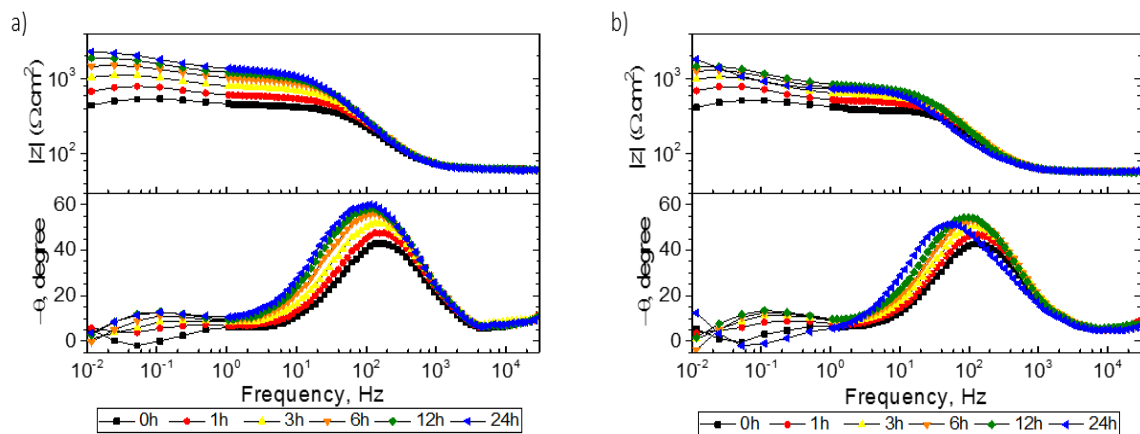 a)
10³
10²
|z| (Ω.cm²)
60
40
20
0
−θ, degree
10⁻² 10⁻¹ 10⁰ 10¹ 10² 10³ 10⁴
Frequency, Hz
0h 1h 3h 6h 12h 24h
b)
10³
10²
|z| (Ω.cm²)
60
40
20
0
−θ, degree
10⁻² 10⁻¹ 10⁰ 10¹ 10² 10³ 10⁴
Frequency, Hz
0h 1h 3h 6h 12h 24h